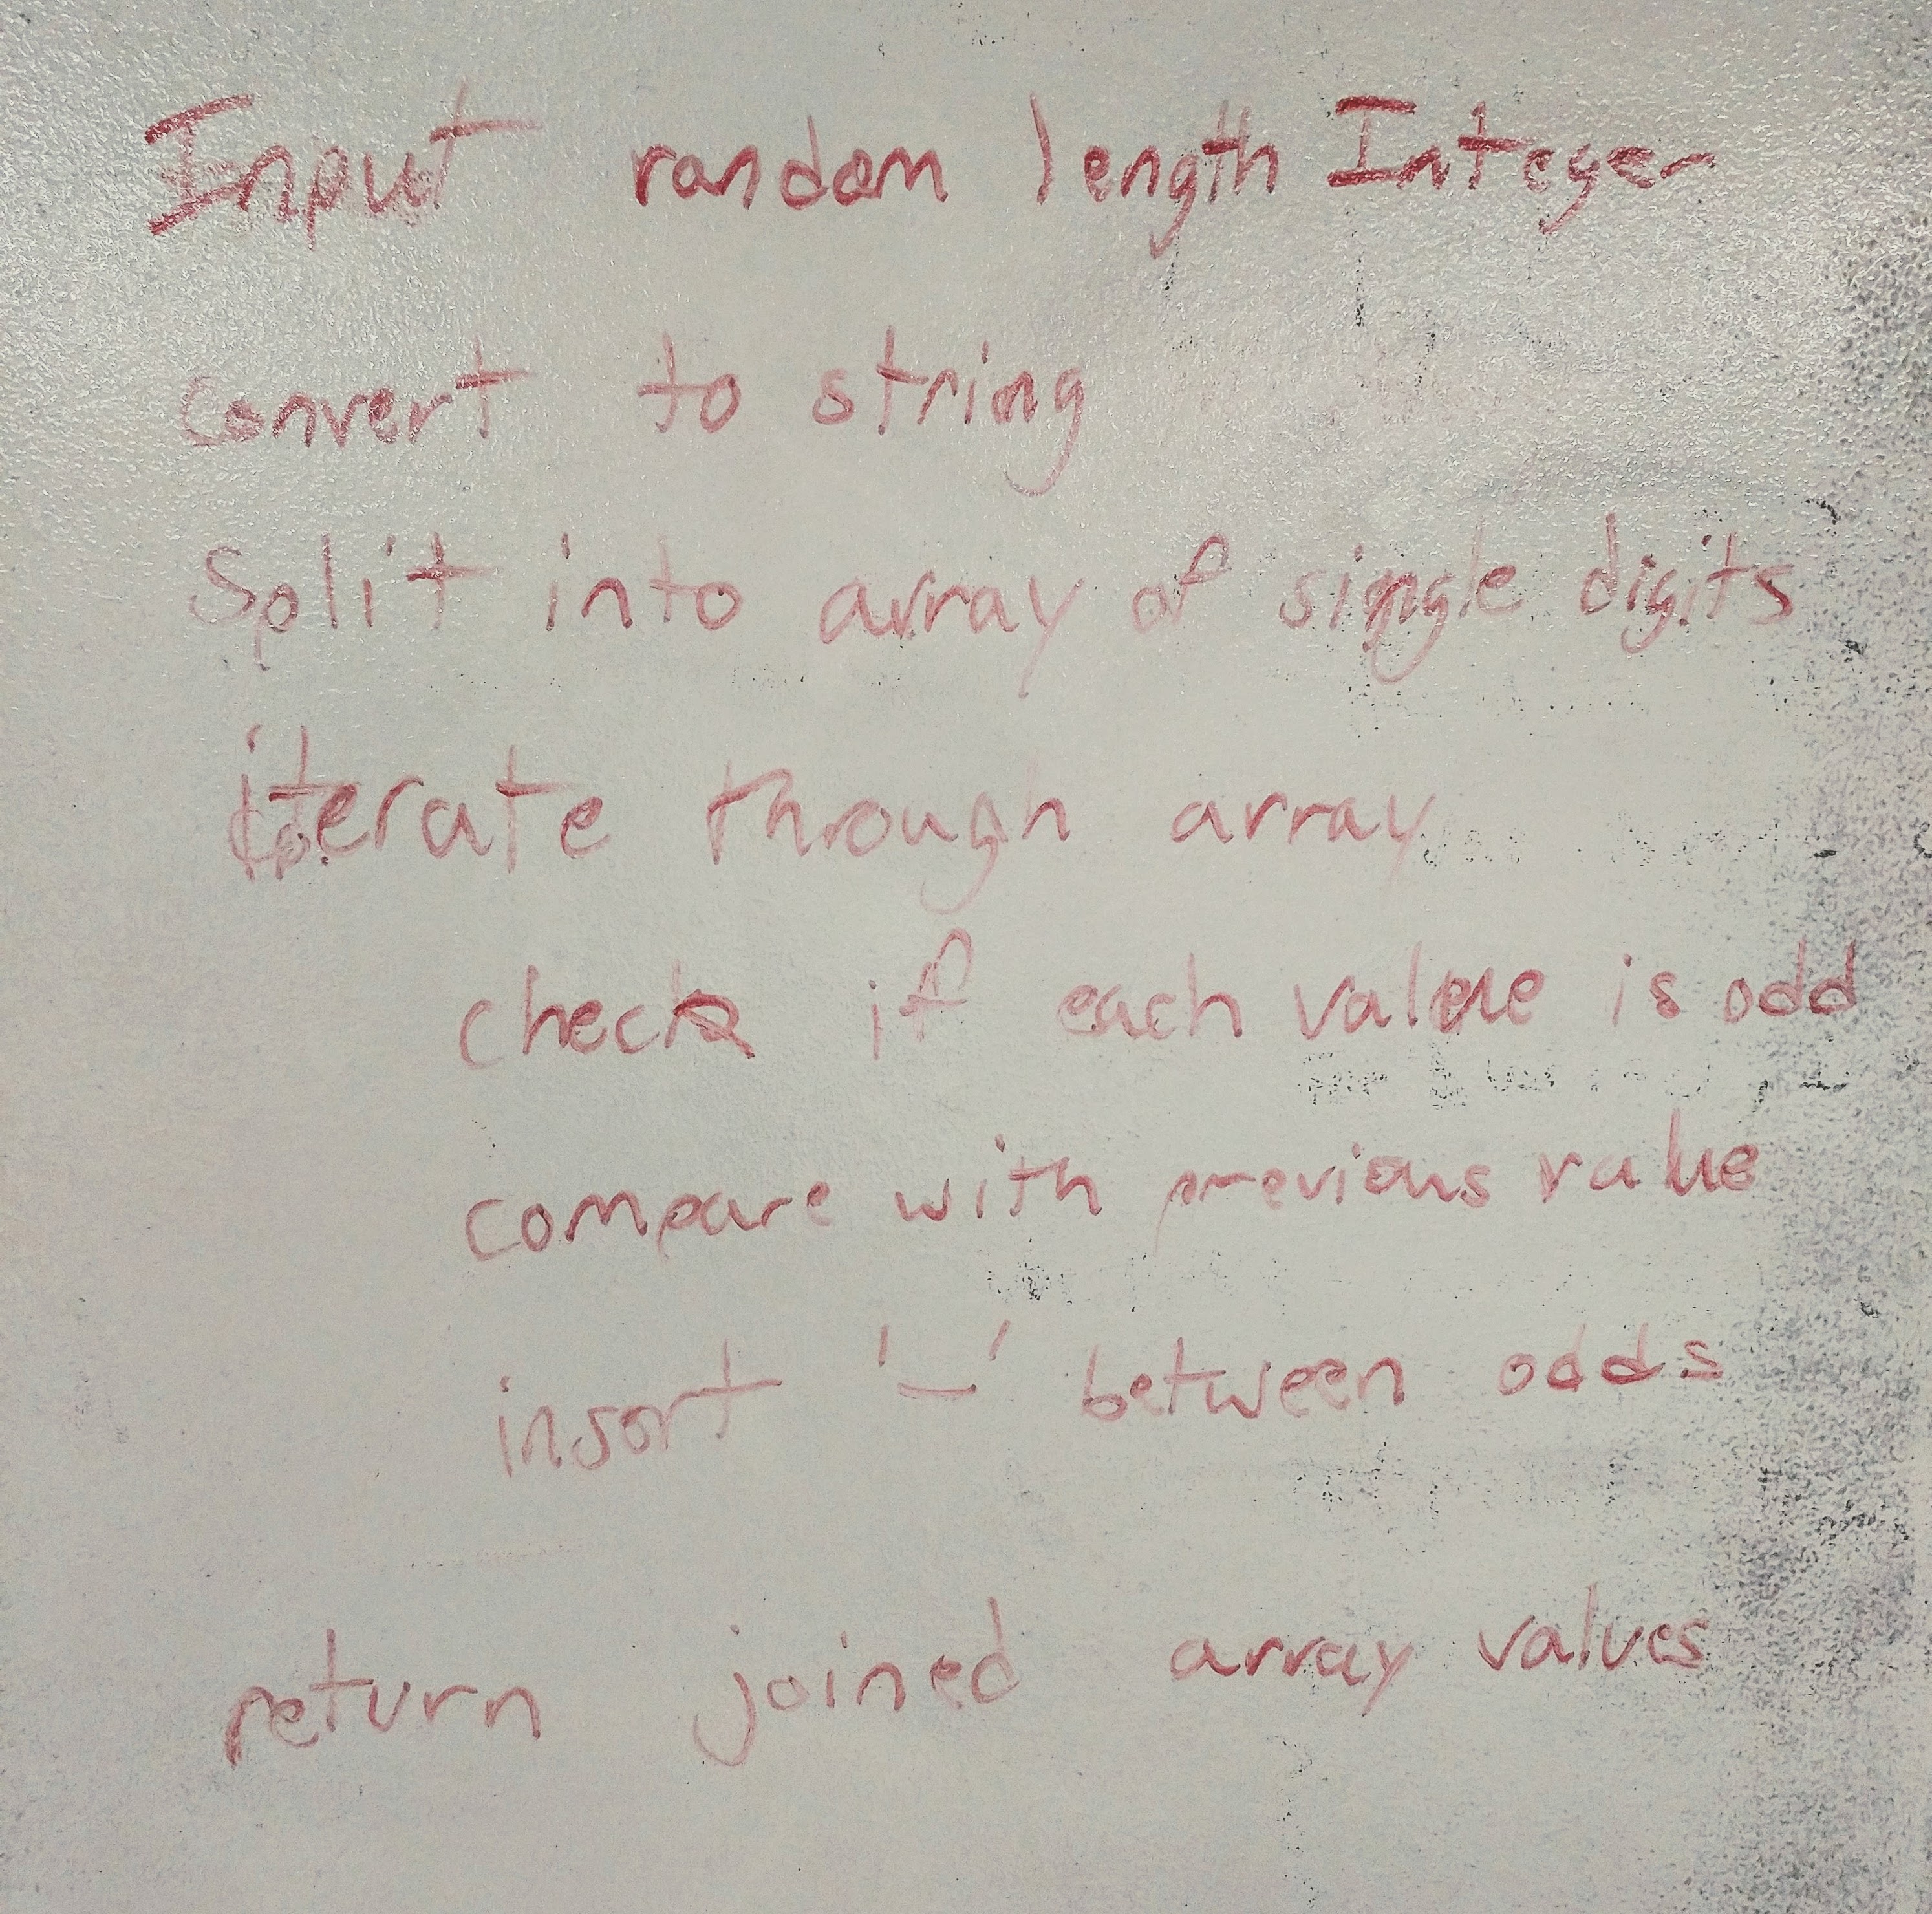 Input random length Integer
convert to string
Split into array of single digits
iterate through array
check if each value is odd
compare with previous value
insort '-' between odds
return joined array values